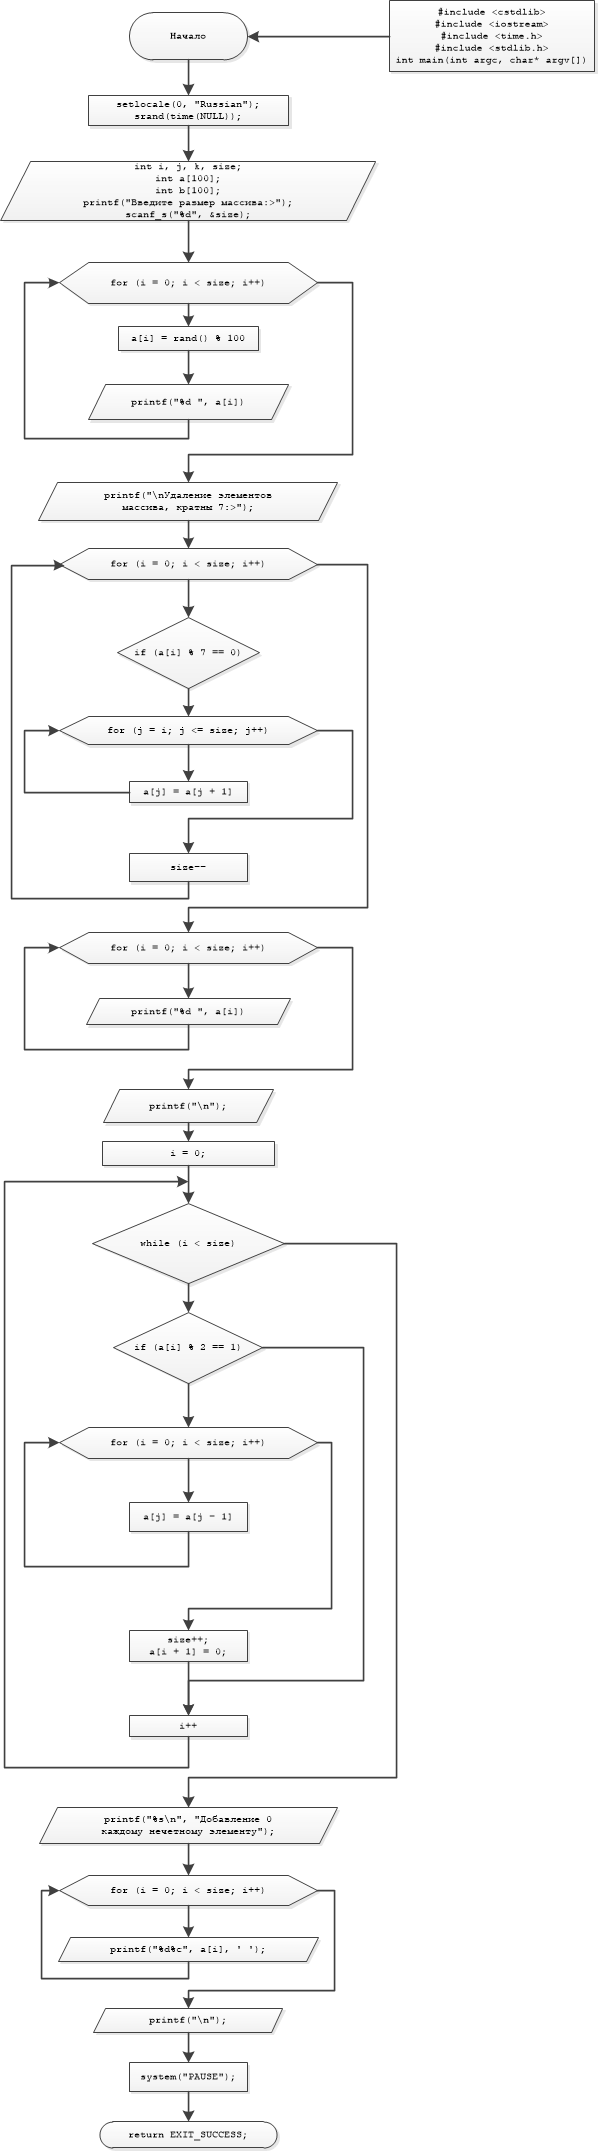 Начало
#include <cstdlib>
#include <iostream>
#include <time.h>
#include <stdlib.h>
int main(int argc, char* argv[])
setlocale(0, "Russian");
srand(time(NULL));
int i, j, k, size;
int a[100];
int b[100];
printf("Введите размер массива:>");
scanf_s("%d", &size);
for (i = 0; i < size; i++)
a[i] = rand() % 100
printf("%d ", a[i])
printf("\nУдаление элементов
массива, кратны 7:>");
for (i = 0; i < size; i++)
if (a[i] % 7 == 0)
for (j = i; j <= size; j++)
a[j] = a[j + 1]
size--
for (i = 0; i < size; i++)
printf("%d ", a[i])
printf("\n");
i = 0;
while (i < size)
if (a[i] % 2 == 1)
for (i = 0; i < size; i++)
a[j] = a[j - 1]
size++;
a[i + 1] = 0;
i++
printf("%s\n", "Добавление 0
каждому нечетному элементу");
for (i = 0; i < size; i++)
printf("%d%c", a[i], ' ');
printf("\n");
system("PAUSE");
return EXIT_SUCCESS;